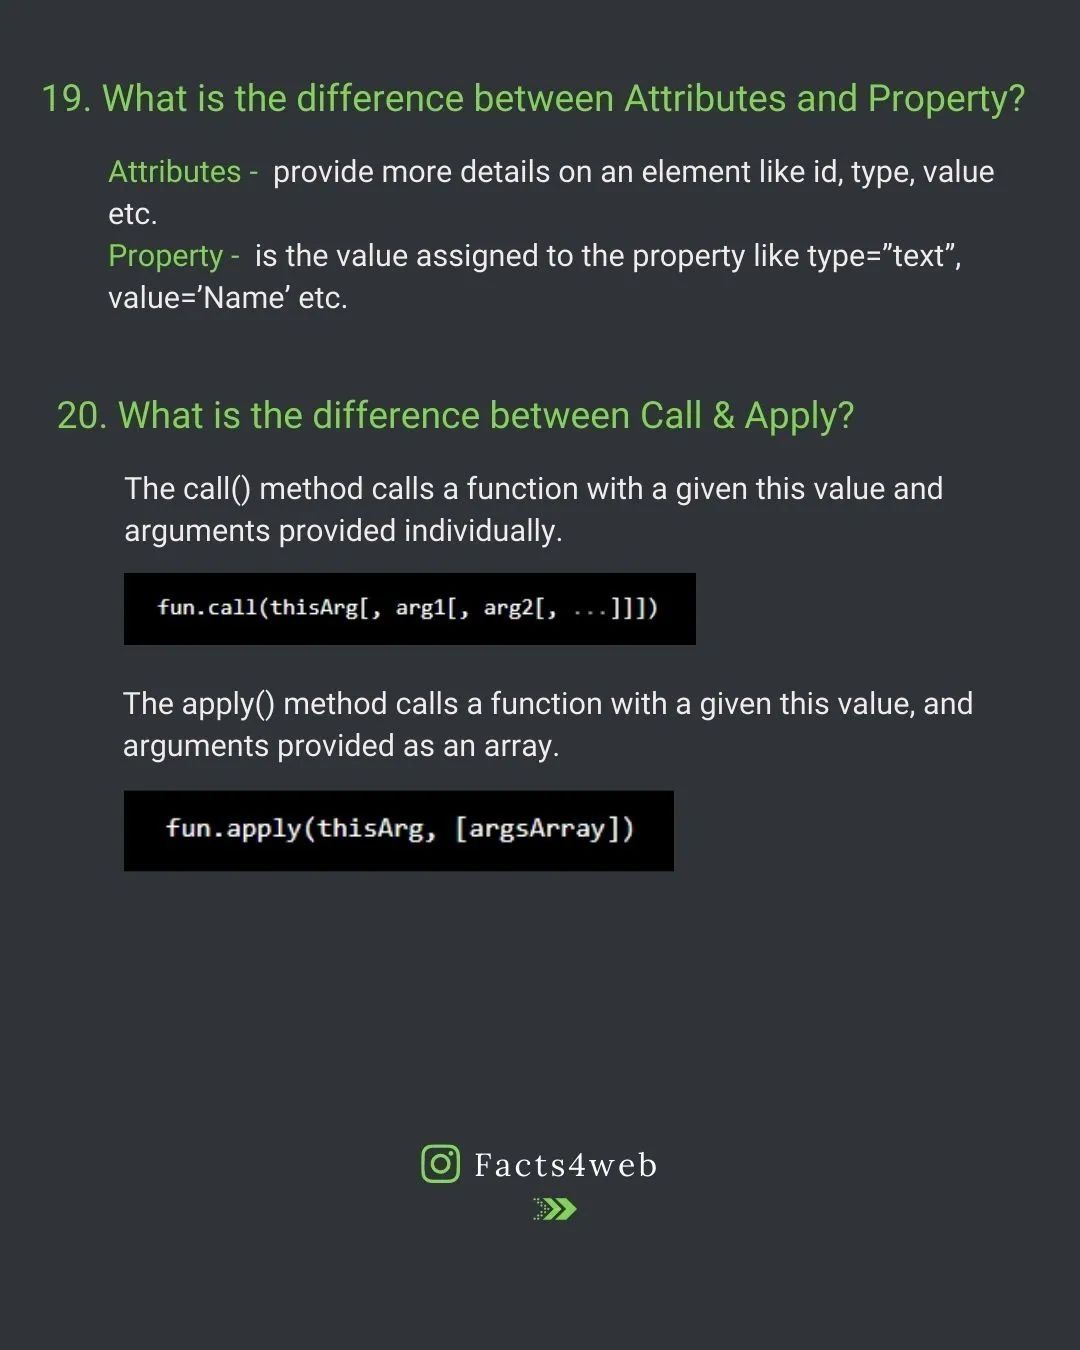 19. What is the difference between Attributes and Property?
Attributes -  provide more details on an element like id, type, value
etc.
Property -  is the value assigned to the property like type=”text”,
value=’Name’ etc.
20. What is the difference between Call & Apply?
The call() method calls a function with a given this value and
arguments provided individually.
fun.call(thisArg[, arg1[, arg2[, ...]]])
The apply() method calls a function with a given this value, and
arguments provided as an array.
fun.apply(thisArg, [argsArray])
Facts4web